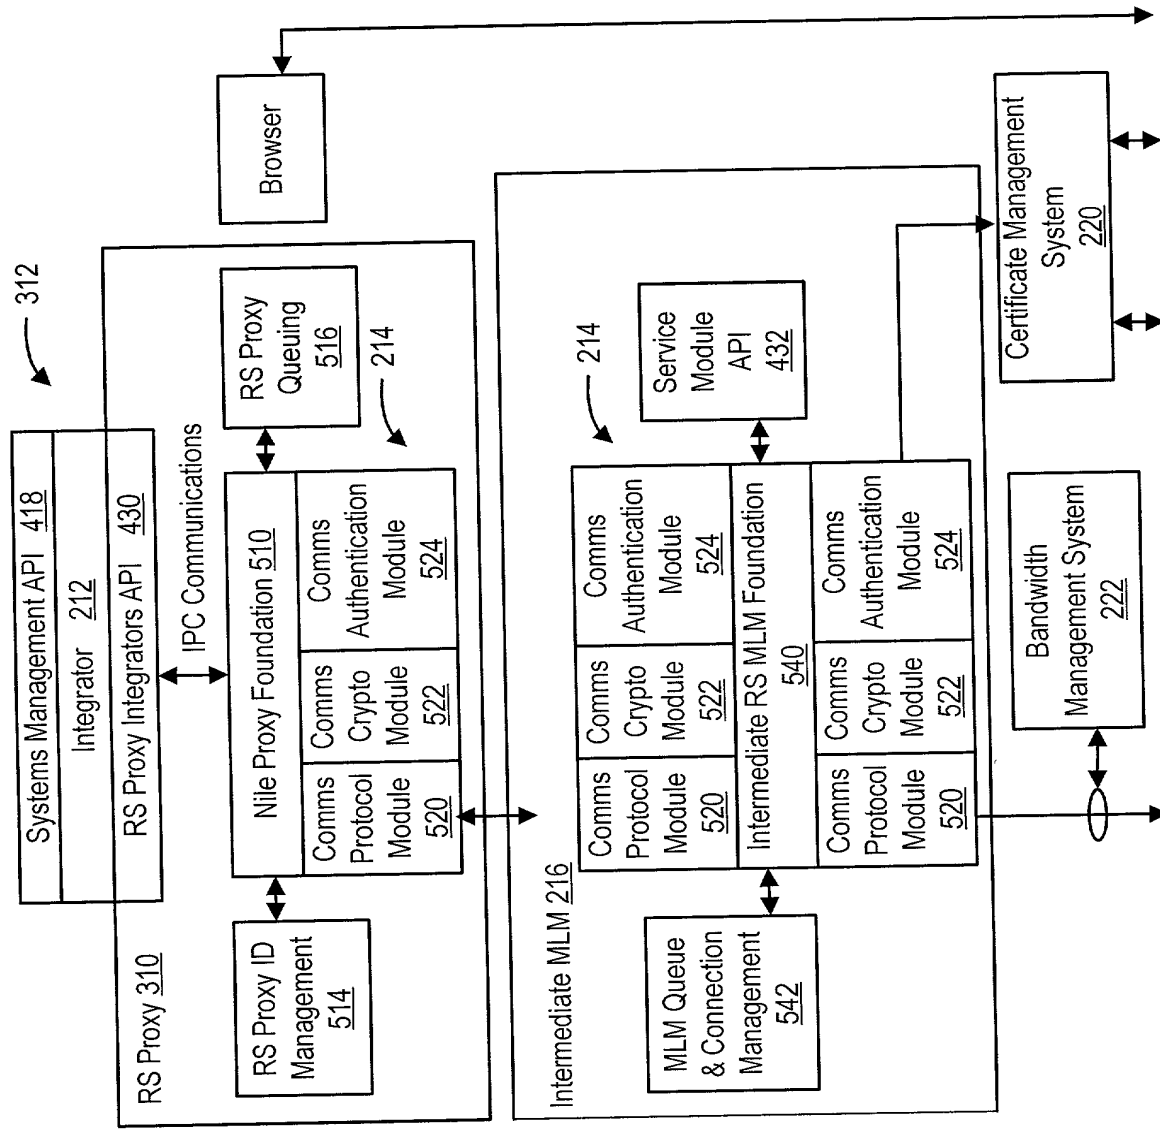 312
Systems Management API 418
Integrator 212
RS Proxy Integrators API 430
RS Proxy 310
IPC Communications
Browser
RS Proxy ID
Management
514
Nile Proxy Foundation 510
RS Proxy
Queuing
516
Comms
Protocol
Module
520
Comms
Crypto
Module
522
Comms
Authentication
Module
524
214
Intermediate MLM 216
214
Comms
Protocol
Module
520
Comms
Crypto
Module
522
Comms
Authentication
Module
524
MLM Queue
& Connection
Management
542
Intermediate RS MLM Foundation
540
Service
Module
API
432
Comms
Protocol
Module
520
Comms
Crypto
Module
522
Comms
Authentication
Module
524
Bandwidth
Management System
222
Certificate Management
System
220